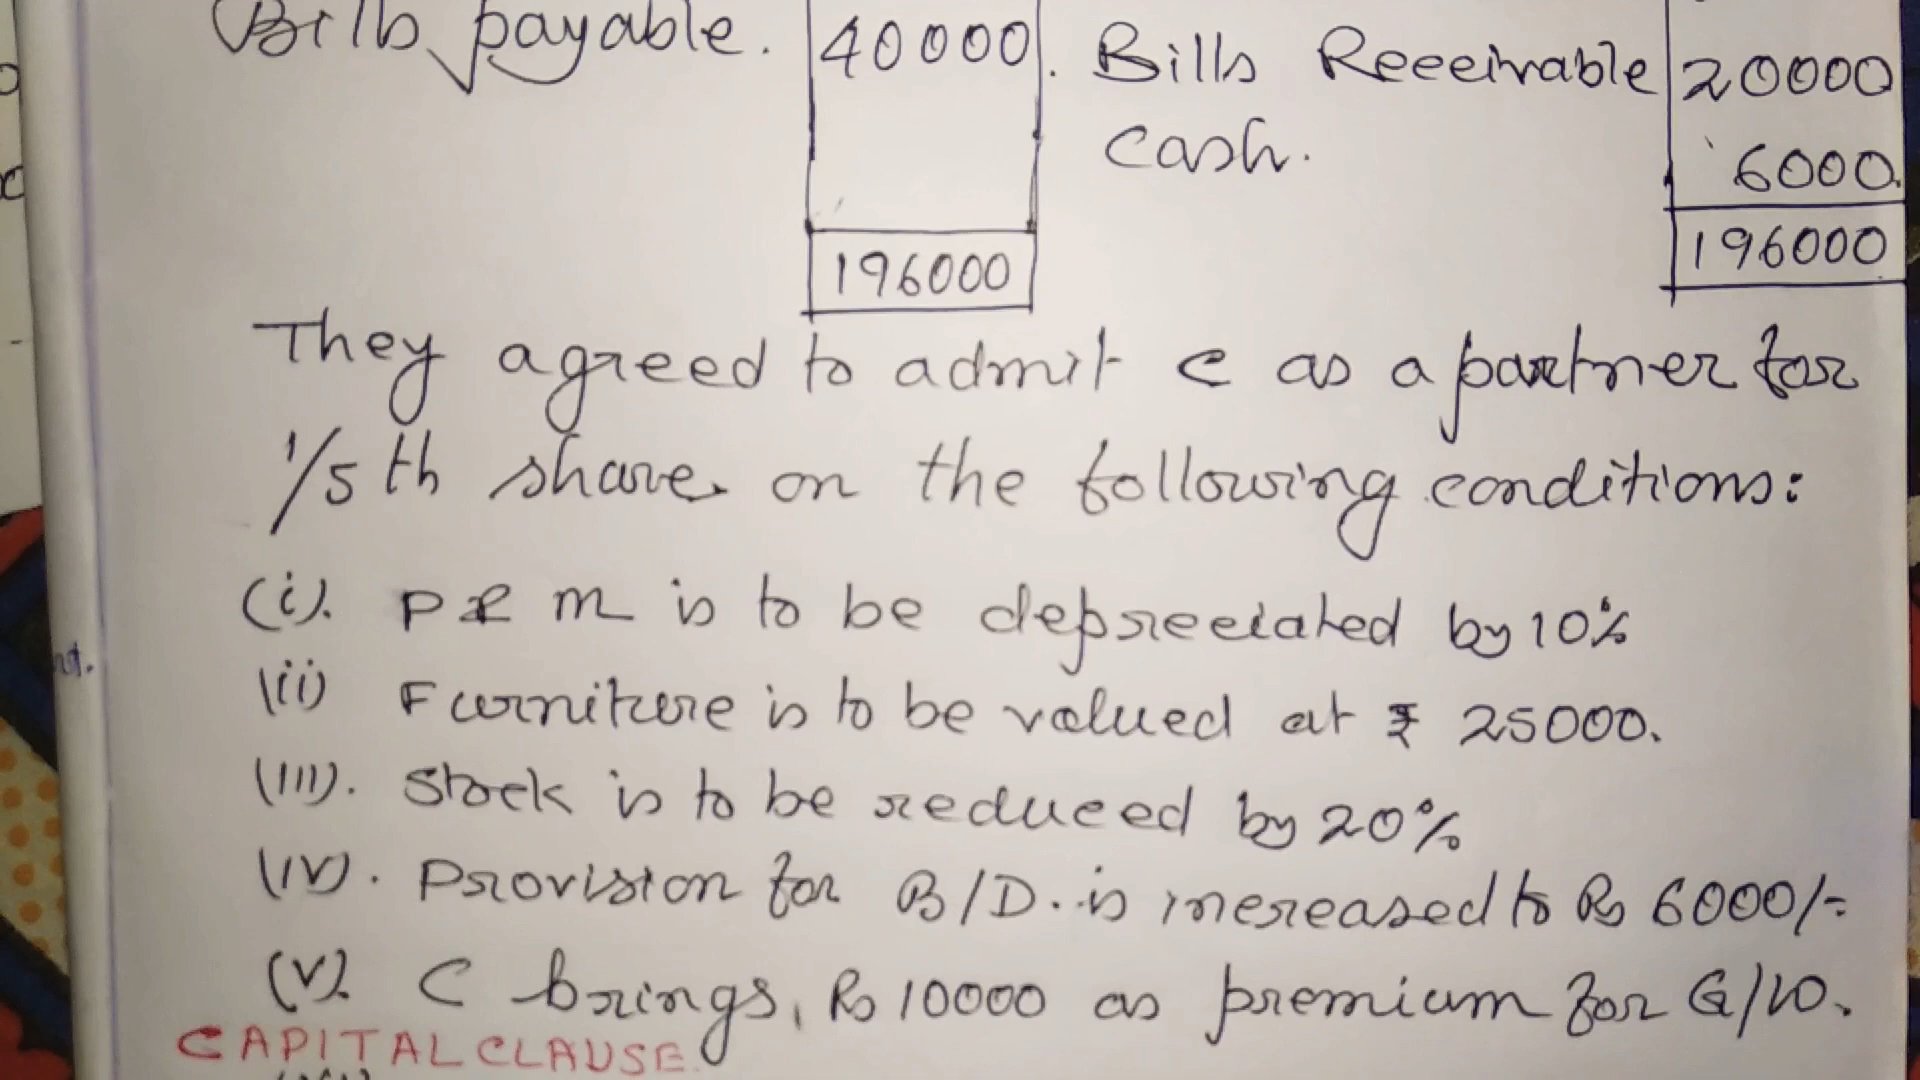 Bills payable. 40000. Bills Receivable 20000
Cash. 6000.
196000 196000
They agreed to admit C as a partner for
1/5th share on the following conditions:
(i). P & M is to be depreciated by 10%
(ii) Furniture is to be valued at ₹ 25000.
(III). Stock is to be reduced by 20%
(IV). Provision for B/D. is increased to Rs 6000/-
(V). C brings, Rs 10000 as premium for G/W.
CAPITAL CLAUSE.